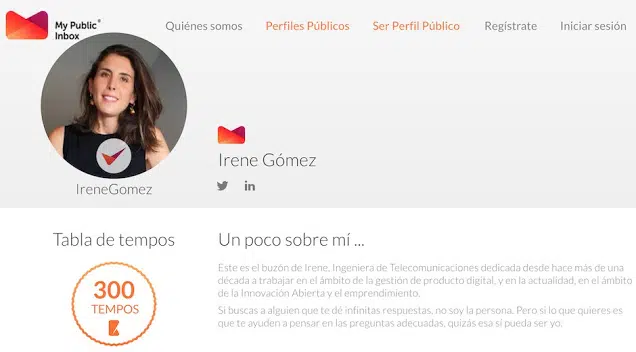 My Public®
Inbox
Quiénes somos Perfiles Públicos Ser Perfil Público Regístrate Iniciar sesión
Irene Gómez
IreneGomez
Tabla de tempos
Un poco sobre mí ...
300
TEMPOS
Este es el buzón de Irene, Ingeniera de Telecomunicaciones dedicada desde hace más de una
década a trabajar en el ámbito de la gestión de producto digital, y en la actualidad, en el ámbito
de la Innovación Abierta y el emprendimiento.
Si buscas a alguien que te dé infinitas respuestas, no soy la persona. Pero si lo que quieres es
que te ayuden a pensar en las preguntas adecuadas, quizás esa sí pueda ser yo.